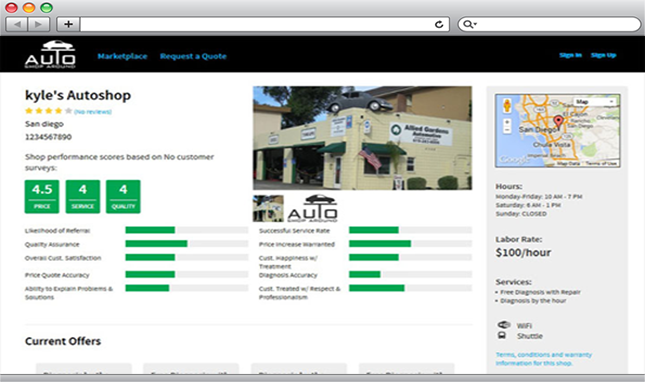 AUTO
SHOP AROUND
Marketplace
Request a Quote
Sign In
Sign Up
kyle's Autoshop
(No reviews)
San diego
1234567890
Shop performance scores based on No customer
surveys:
4.5
PRICE
4
SERVICE
4
QUALITY
Allied Gardens
Automotive
AUTO
SHOP AROUND
Likelihood of Referral
Quality Assurance
Overall Cust. Satisfaction
Price Quote Accuracy
Ability to Explain Problems &
Solutions
Successful Service Rate
Price Increase Warranted
Cust. Happiness w/
Treatment
Diagnosis Accuracy
Cust. Treated w/ Respect &
Professionalism
Current Offers
Map
El Cajon
San Diego
Chula Vista
Imperial Beach
Google
Map Data
Terms of Use
Hours:
Monday-Friday: 10 AM - 7 PM
Saturday: 6 AM - 1 PM
Sunday: CLOSED
Labor Rate:
$100/hour
Services:
• Free Diagnosis with Repair
• Diagnosis by the hour
WiFi
Shuttle
Terms, conditions and warranty
information for this shop.